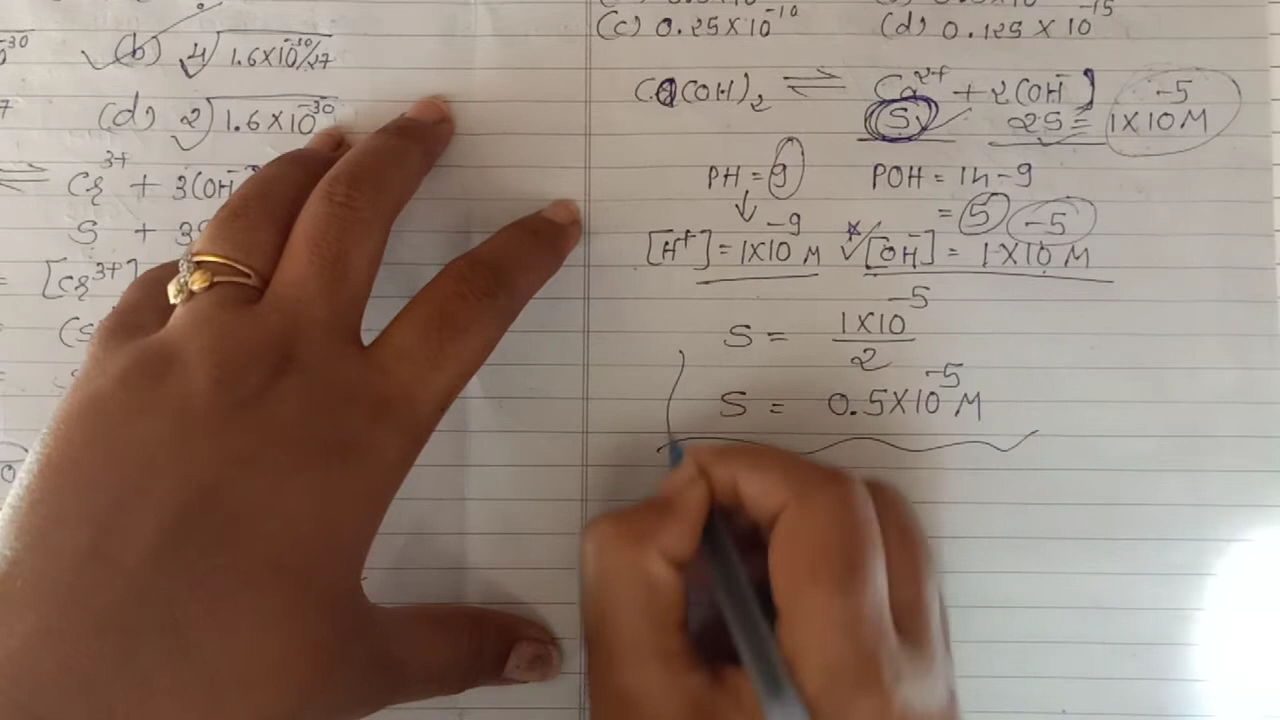 -30
(b) 4√1.6×10^-30/27
7 (d) 2√1.6×10^-30
⇌ Cr^3+ + 3(OH^-
S + 3S
= [Cr^3+]
= (S
(c) 0.25×10^-10 (d) 0.125×10^-15
Ca(OH)2 ⇌ Ca^2+ + 2(OH^-)
S 2S = 1×10^-5 M
PH = 9 POH = 14-9
= 5
[H^+] = 1×10^-9 M * ✓[OH^-] = 1×10^-5 M
S = 1×10^-5 / 2
S = 0.5×10^-5 M